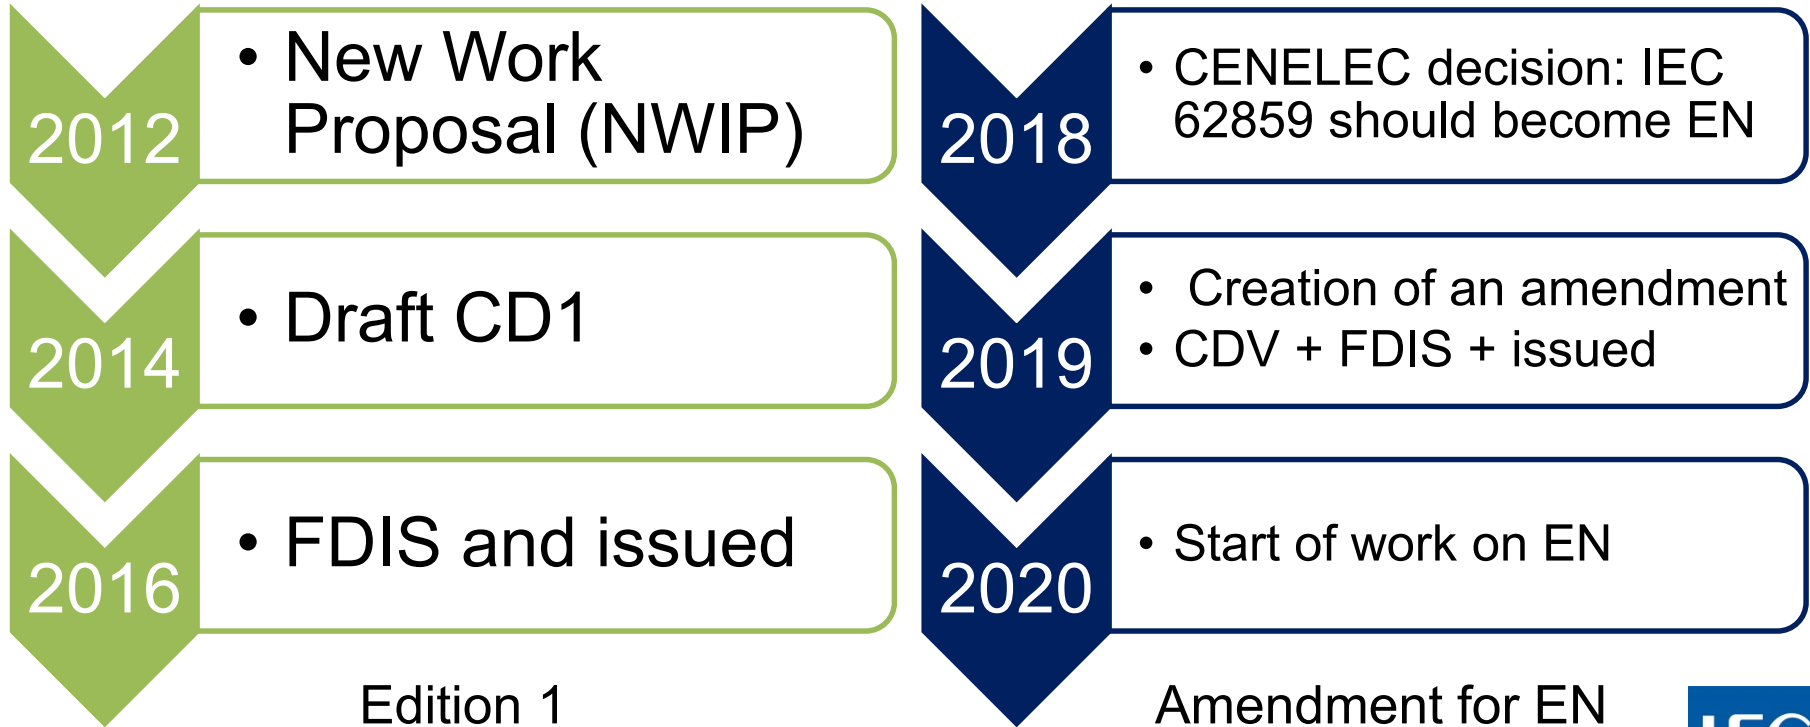 2012
• New Work
Proposal (NWIP)
2014
• Draft CD1
2016
• FDIS and issued
Edition 1
2018
• CENELEC decision: IEC
62859 should become EN
2019
• Creation of an amendment
• CDV + FDIS + issued
2020
• Start of work on EN
Amendment for EN